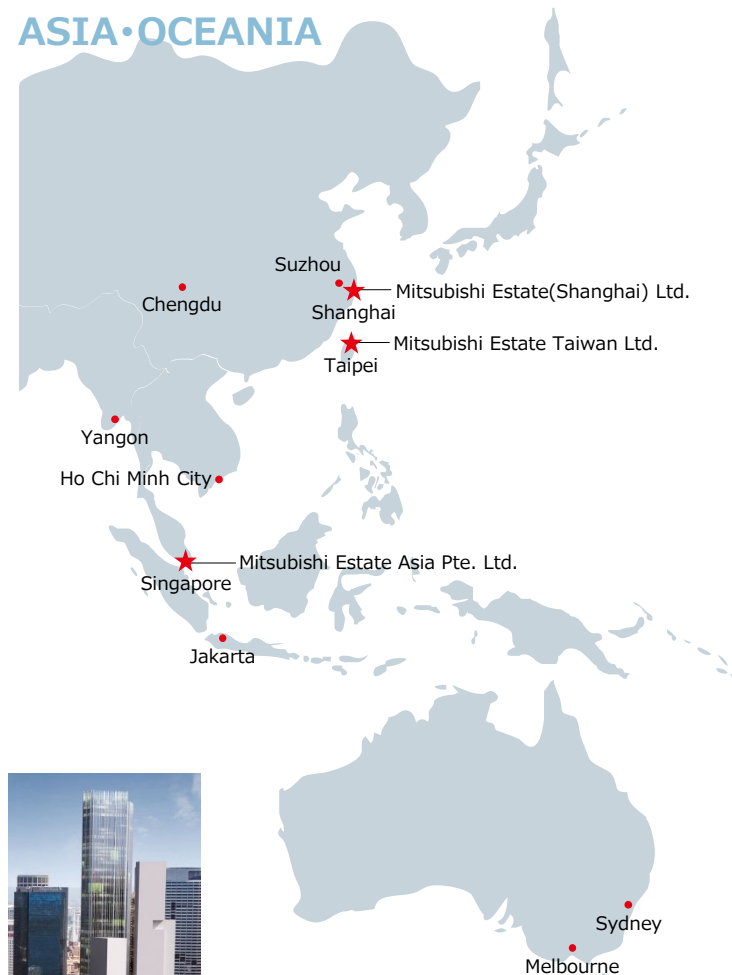 ASIA•OCEANIA
Suzhou
Chengdu
Mitsubishi Estate(Shanghai) Ltd.
Shanghai
Mitsubishi Estate Taiwan Ltd.
Taipei
Yangon
Ho Chi Minh City
Mitsubishi Estate Asia Pte. Ltd.
Singapore
Jakarta
Sydney
Melbourne